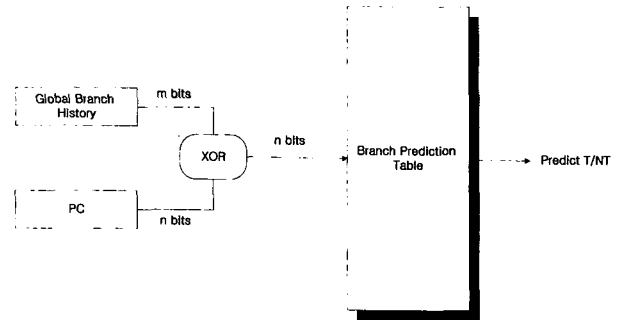 Global Branch
History
m bits
XOR
n bits
Branch Prediction
Table
Predict T/NT
PC
n bits